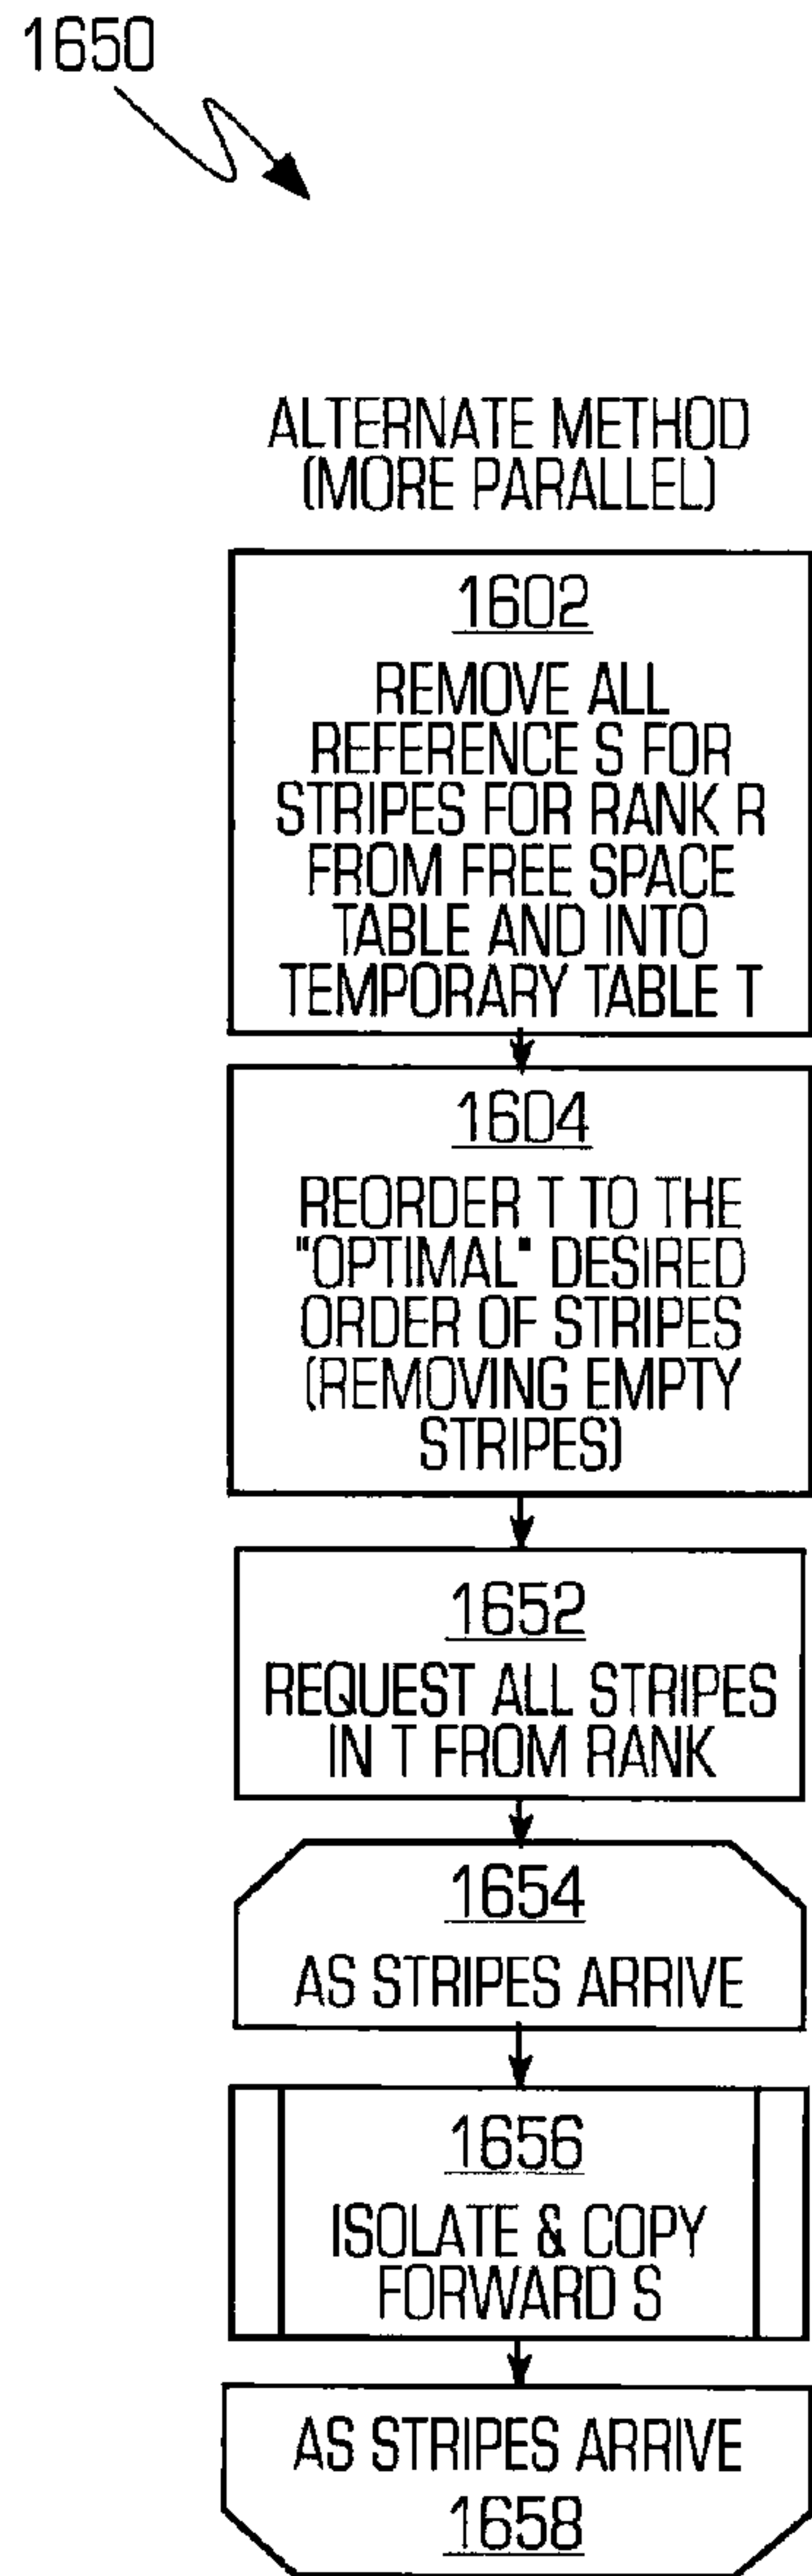 1650
ALTERNATE METHOD
(MORE PARALLEL)
1602
REMOVE ALL
REFERENCE S FOR
STRIPES FOR RANK R
FROM FREE SPACE
TABLE AND INTO
TEMPORARY TABLE T
1604
REORDER T TO THE
"OPTIMAL" DESIRED
ORDER OF STRIPES
(REMOVING EMPTY
STRIPES)
1652
REQUEST ALL STRIPES
IN T FROM RANK
1654
AS STRIPES ARRIVE
1656
ISOLATE & COPY
FORWARD S
AS STRIPES ARRIVE
1658